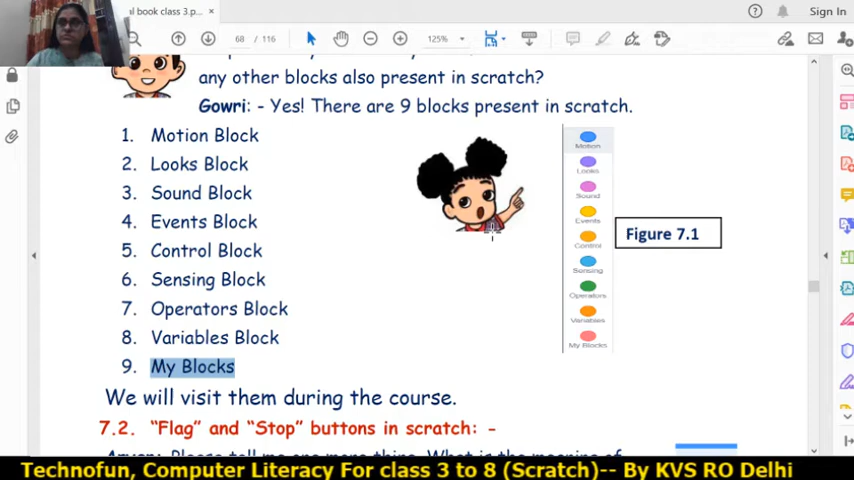 al book class 3.p...
×
Sign In
68 / 116
125%
any other blocks also present in scratch?
Gowri: - Yes! There are 9 blocks present in scratch.
1. Motion Block
2. Looks Block
3. Sound Block
4. Events Block
5. Control Block
6. Sensing Block
7. Operators Block
8. Variables Block
9. My Blocks
Motion
Looks
Sound
Events
Control
Sensing
Operators
Variables
My Blocks
Figure 7.1
We will visit them during the course.
7.2. “Flag” and “Stop” buttons in scratch: -
Technofun, Computer Literacy For class 3 to 8 (Scratch)-- By KVS RO Delhi